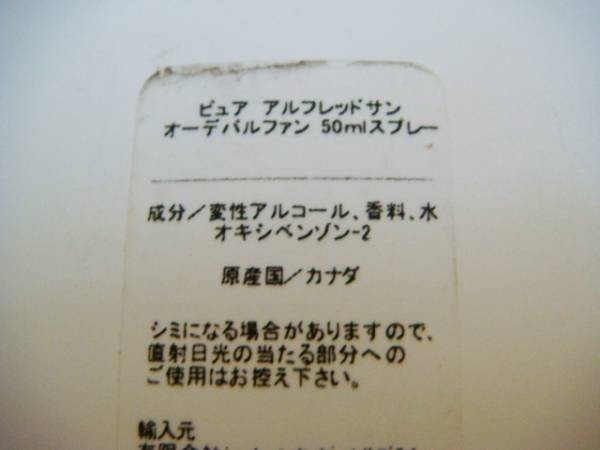 ピュア アルフレッドサン
オーデパルファン 50mlスプレー
成分／変性アルコール、香料、水
オキシベンゾン-2
原産国／カナダ
シミになる場合がありますので、
直射日光の当たる部分への
ご使用はお控え下さい。
輸入元